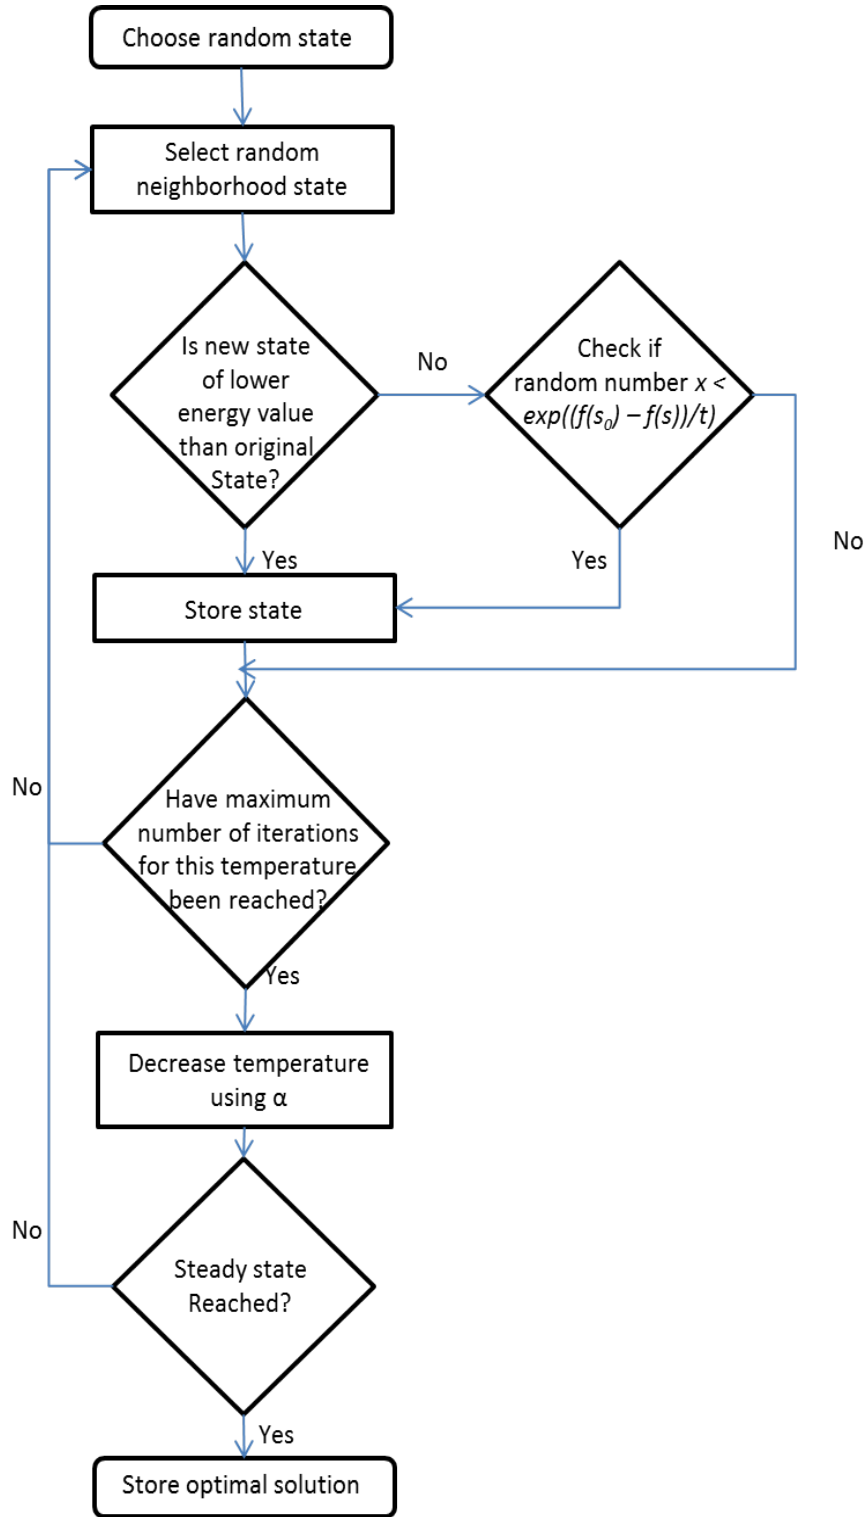 Choose random state
Select random
neighborhood state
Is new state
of lower
energy value
than original
State?
No
Check if
random number x <
exp((f(s₀) – f(s))/t)
No
Yes
Yes
Store state
No
Have maximum
number of iterations
for this temperature
been reached?
Yes
Decrease temperature
using α
No
Steady state
Reached?
Yes
Store optimal solution